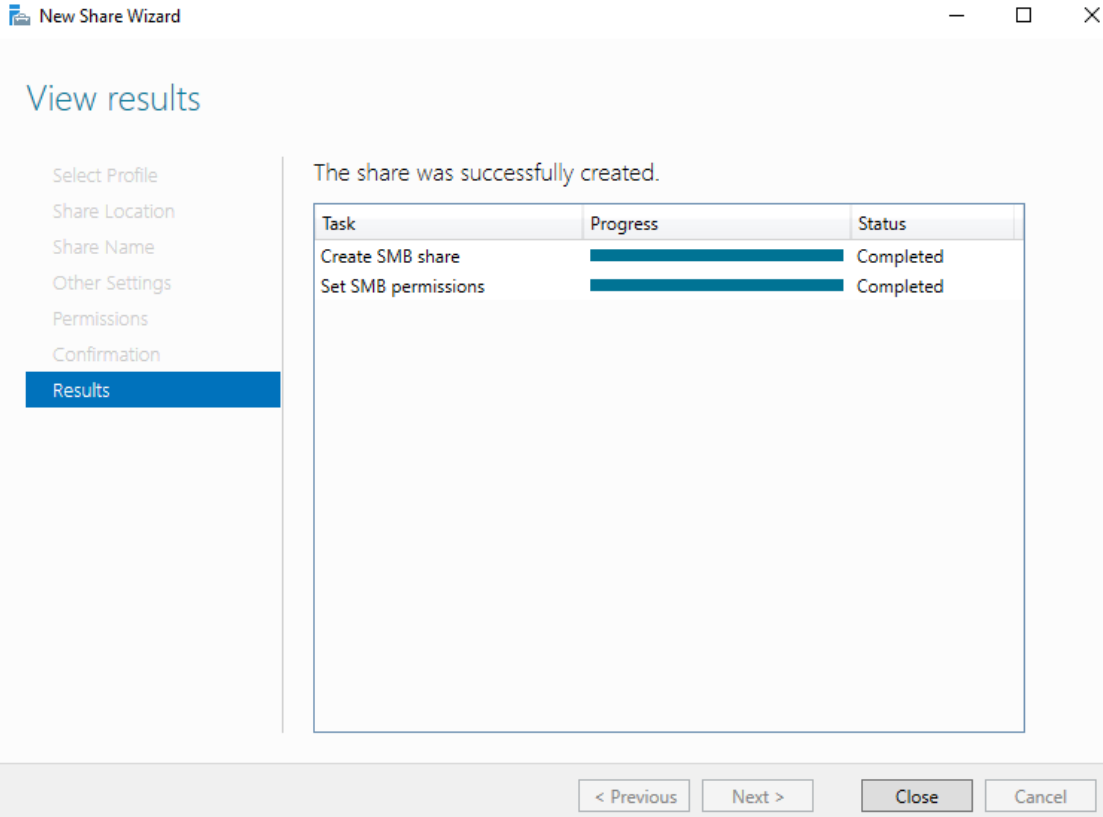 New Share Wizard
View results
Select Profile
Share Location
Share Name
Other Settings
Permissions
Confirmation
Results
The share was successfully created.
Task Progress Status
Create SMB share Completed
Set SMB permissions Completed
< Previous Next > Close Cancel